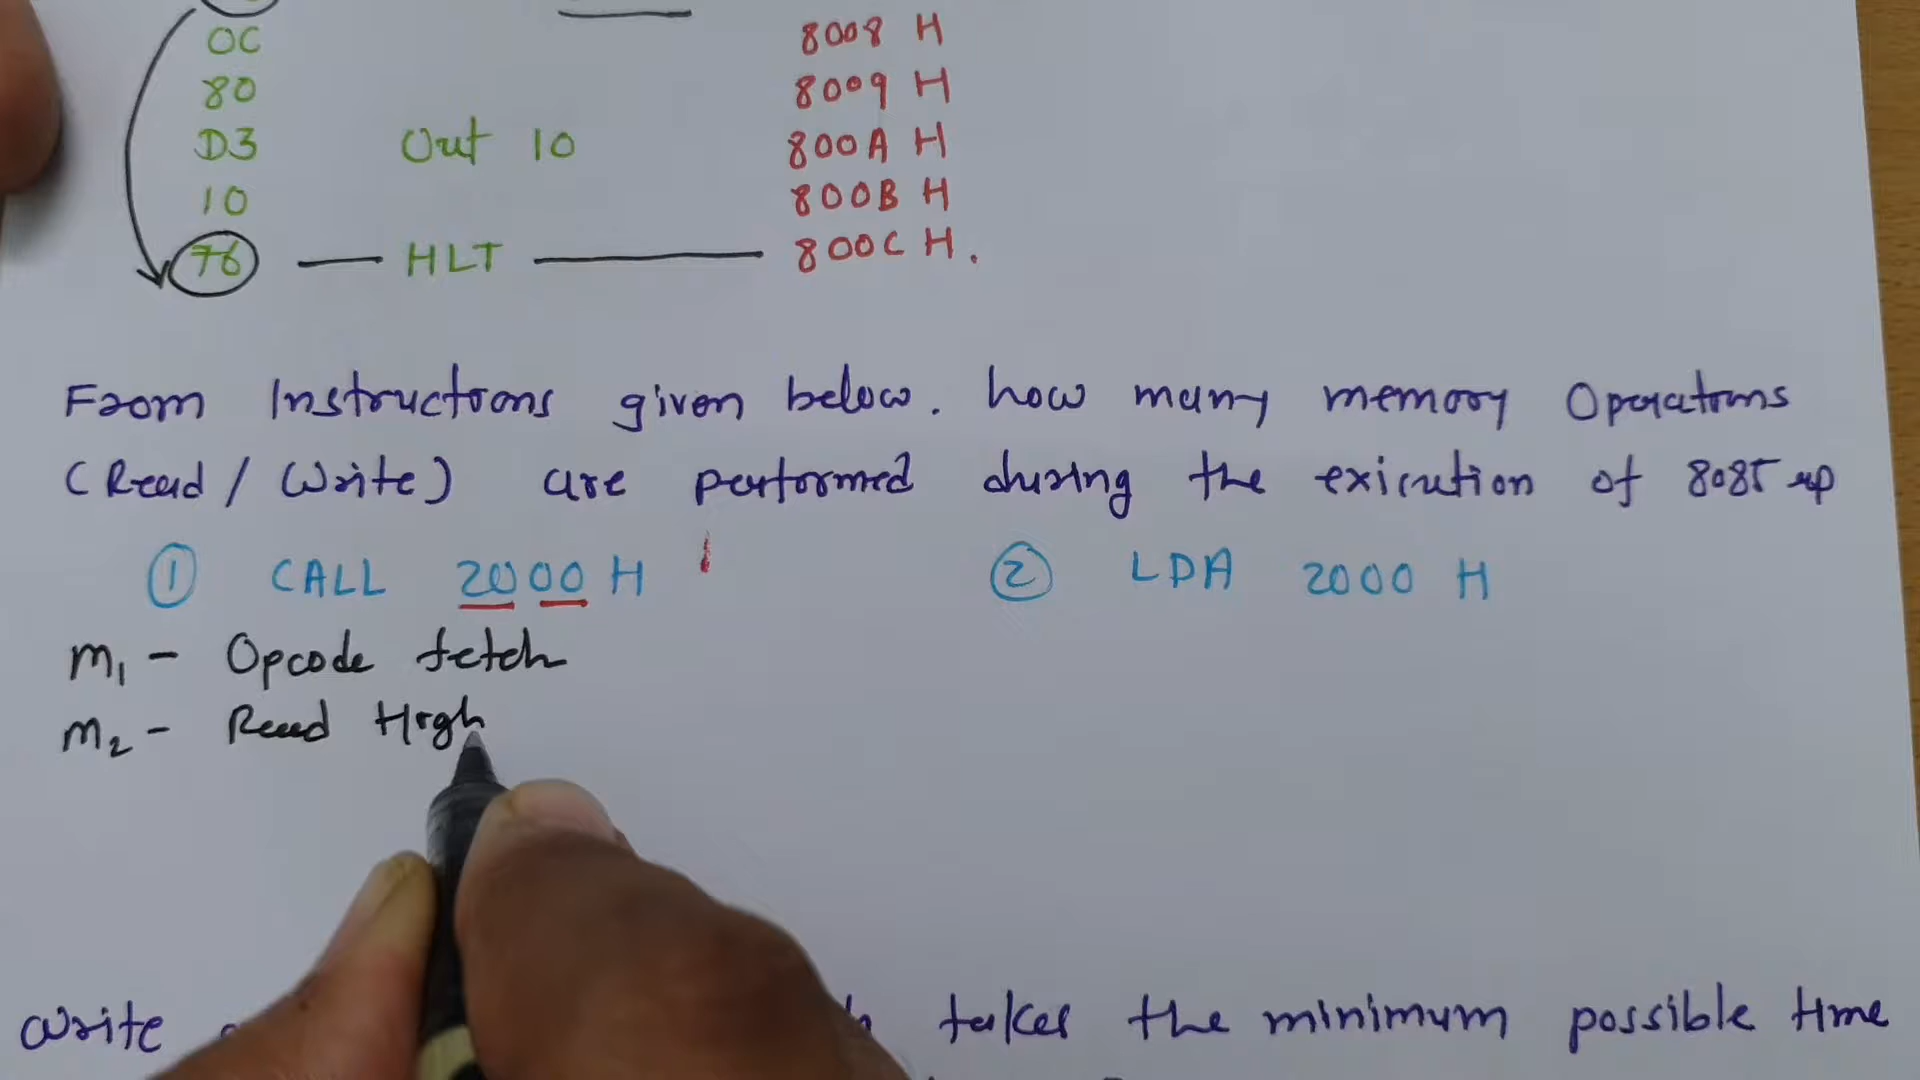 0C 8008 H
80 8009 H
D3 Out 10 800A H
10 800B H
76 — HLT — 800C H.
From Instructions given below. how many memory Operations
(Read / Write) are performed during the exicution of 8085 up
① CALL 2000 H ② LDA 2000 H
M1 - Opcode fetch
M2 - Read High
Write takes the minimum possible time